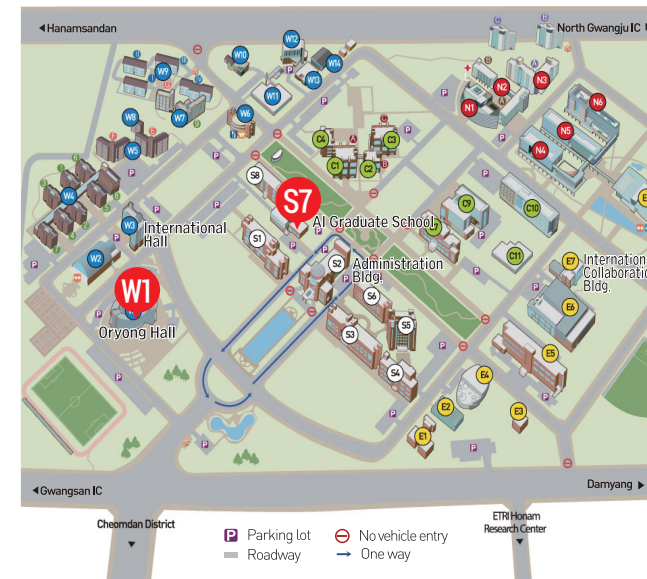 Hanamsandan
North Gwangju IC
W12
W14
W10
W13
W9
W11
W7
W6
W8
W5
W4
W3
International
Hall
W2
W1
Oryong Hall
N3
N2
N1
N6
N5
N4
C4
C3
C1
C2
S8
S7
AI Graduate School
S1
C9
C10
C11
S2
Administration
Bldg.
S6
S3
S5
S4
E7
Internation
Collaboratio
Bldg.
E6
E5
E4
E2
E3
E1
Gwangsan IC
Damyang
Cheomdan District
ETRI Honam
Research Center
P Parking lot
No vehicle entry
Roadway
One way